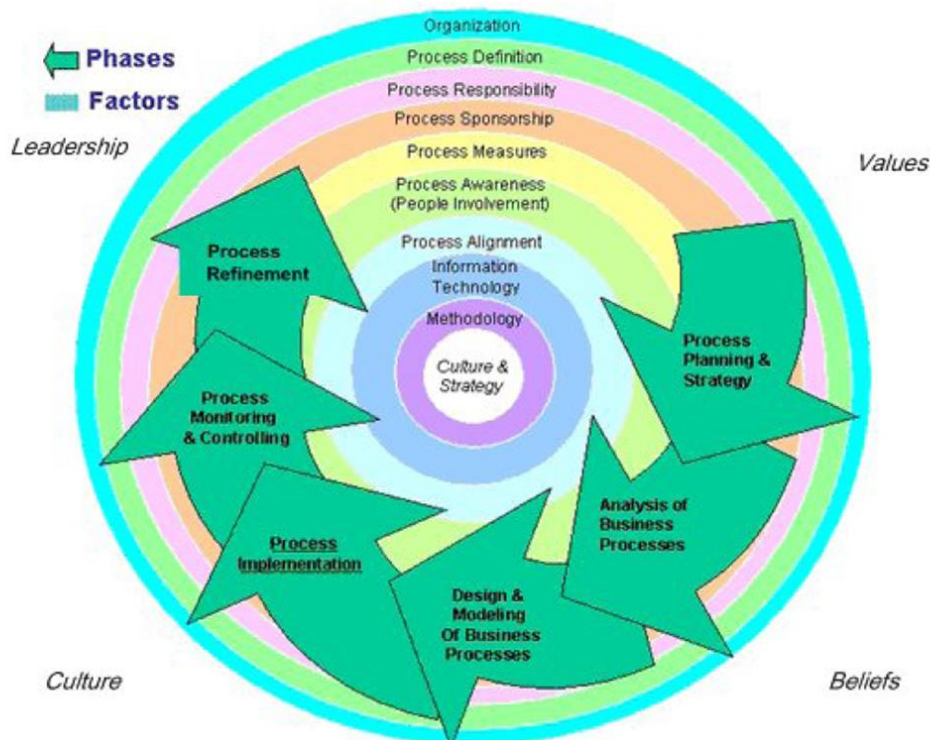 Phases
Factors
Leadership
Values
Organization
Process Definition
Process Responsibility
Process Sponsorship
Process Measures
Process Awareness
(People Involvement)
Process Alignment
Information
Technology
Methodology
Culture &
Strategy
Process
Planning &
Strategy
Analysis of
Business
Processes
Design &
Modeling
Of Business
Processes
Process
Implementation
Process
Monitoring
& Controlling
Process
Refinement
Culture
Beliefs